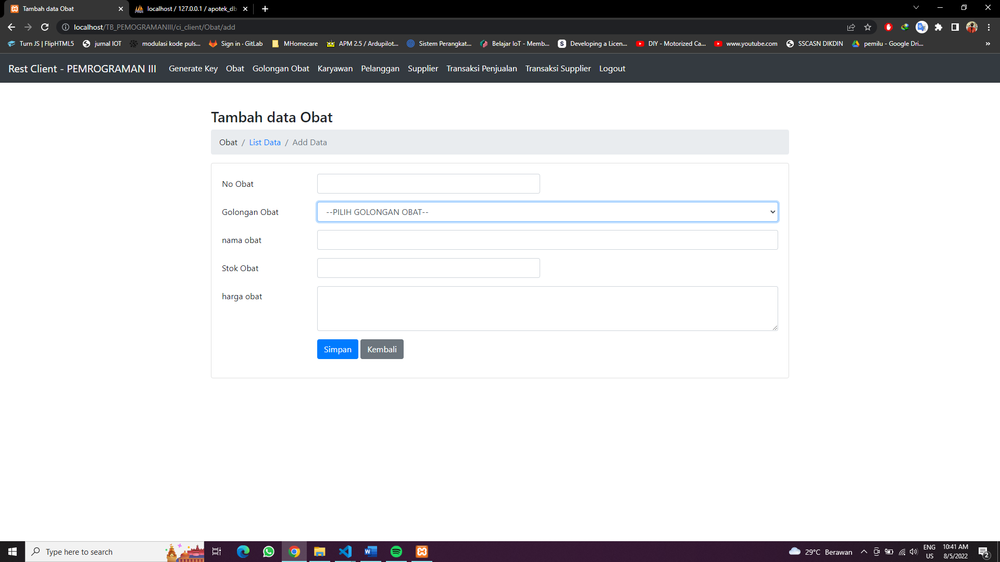 Tambah data Obat
localhost / 127.0.0.1 / apotek_db
localhost/TB_PEMOGRAMANIII/ci_client/Obat/add
Turn JS | FlipHTML5
jurnal IOT
modulasi kode puls...
Sign in · GitLab
MHomecare
APM 2.5 / Ardupilot...
Sistem Perangkat...
Belajar IoT - Memb...
Developing a Licen...
DIY - Motorized Ca...
www.youtube.com
SSCASN DIKDIN
pemilu - Google Dri...
»
Rest Client - PEMROGRAMAN III
Generate Key
Obat
Golongan Obat
Karyawan
Pelanggan
Supplier
Transaksi Penjualan
Transaksi Supplier
Logout
Tambah data Obat
Obat / List Data / Add Data
No Obat
Golongan Obat
--PILIH GOLONGAN OBAT--
nama obat
Stok Obat
harga obat
Simpan
Kembali
Type here to search
29°C Berawan
ENG
US
10:41 AM
8/5/2022
2